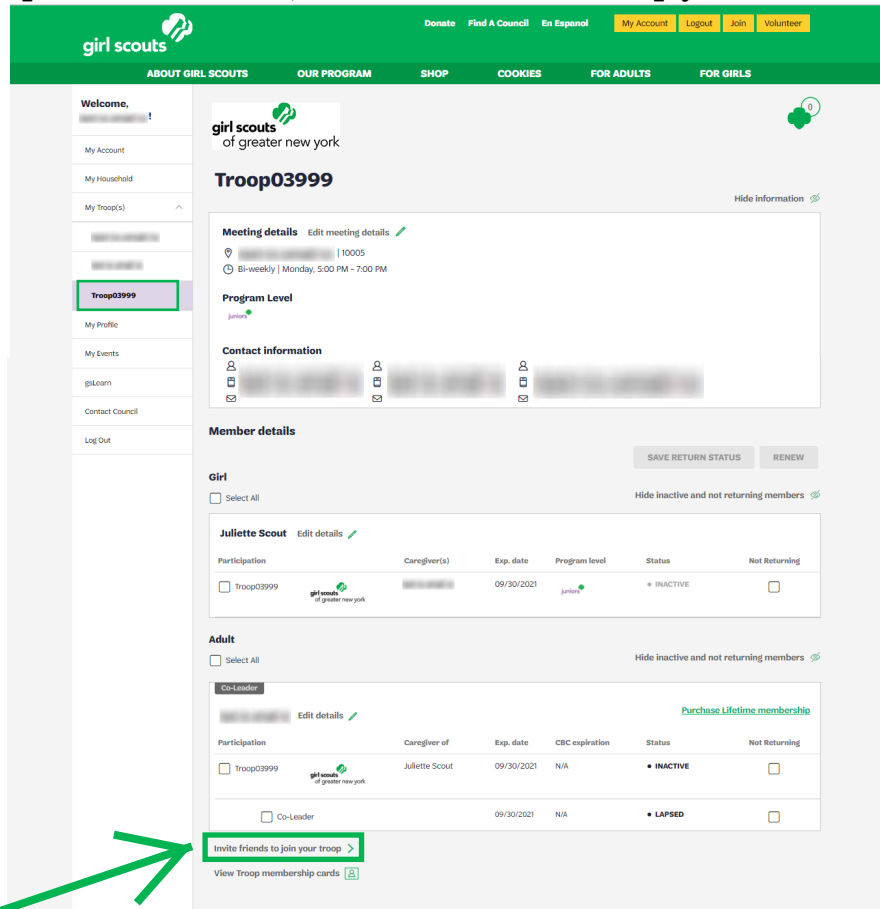 Donate Find A Council En Espanol My Account Logout Join Volunteer
girl scouts
ABOUT GIRL SCOUTS OUR PROGRAM SHOP COOKIES FOR ADULTS FOR GIRLS
Welcome,
!
My Account
My Household
My Troop(s)
Troop03999
My Profile
My Events
gsLearn
Contact Council
Log Out
0
girl scouts
of greater new york
Troop03999
Hide information
Meeting details Edit meeting details
| 10005
Bi-weekly | Monday, 5:00 PM - 7:00 PM
Program Level
juniors
Contact information
Member details
SAVE RETURN STATUS RENEW
Girl
Select All Hide inactive and not returning members
Juliette Scout Edit details
Participation Caregiver(s) Exp. date Program level Status Not Returning
Troop03999 girl scouts of greater new york 09/30/2021 juniors • INACTIVE
Adult
Select All Hide inactive and not returning members
Co-Leader
Edit details Purchase Lifetime membership
Participation Caregiver of Exp. date CBC expiration Status Not Returning
Troop03999 girl scouts of greater new york Juliette Scout 09/30/2021 N/A • INACTIVE
Co-Leader 09/30/2021 N/A • LAPSED
Invite friends to join your troop >
View Troop membership cards